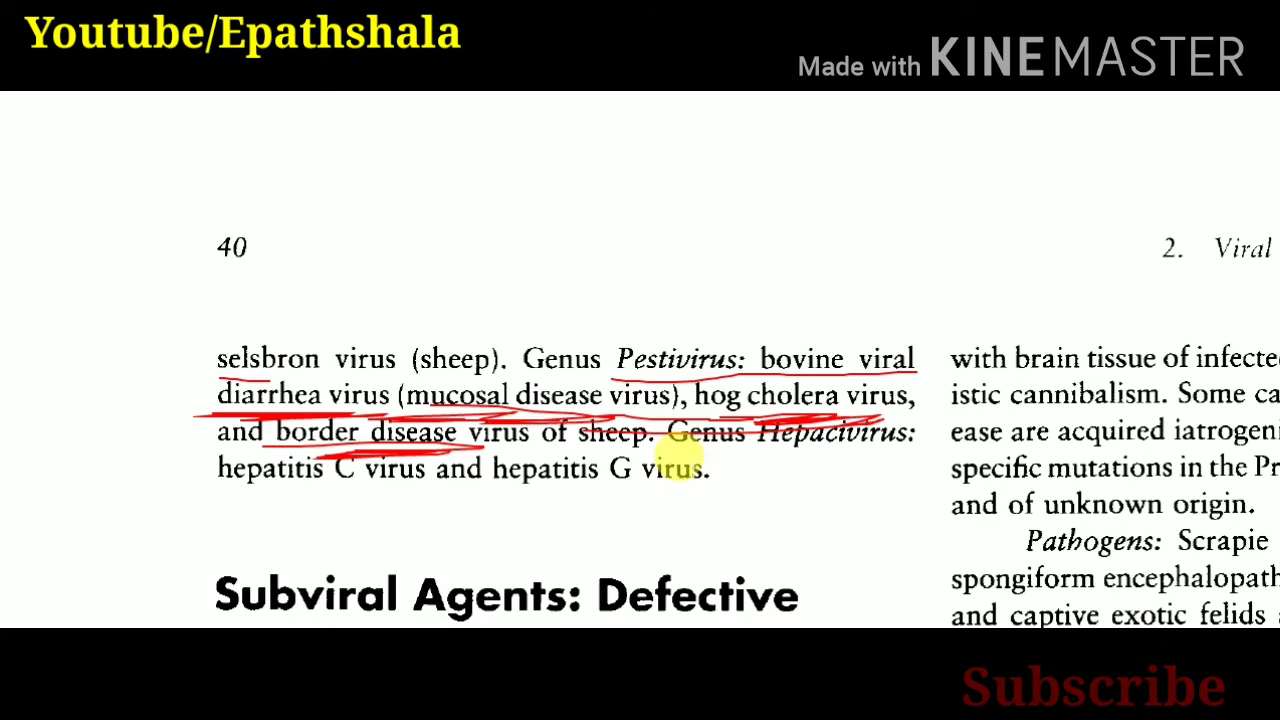 Youtube/Epathshala
Made with KINEMASTER
40
2. Viral
selsbron virus (sheep). Genus Pestivirus: bovine viral
diarrhea virus (mucosal disease virus), hog cholera virus,
and border disease virus of sheep. Genus Hepacivirus:
hepatitis C virus and hepatitis G virus.
Subviral Agents: Defective
with brain tissue of infecte
istic cannibalism. Some ca
ease are acquired iatrogeni
specific mutations in the Pr
and of unknown origin.
Pathogens: Scrapie
spongiform encephalopath
and captive exotic felids
Subscribe